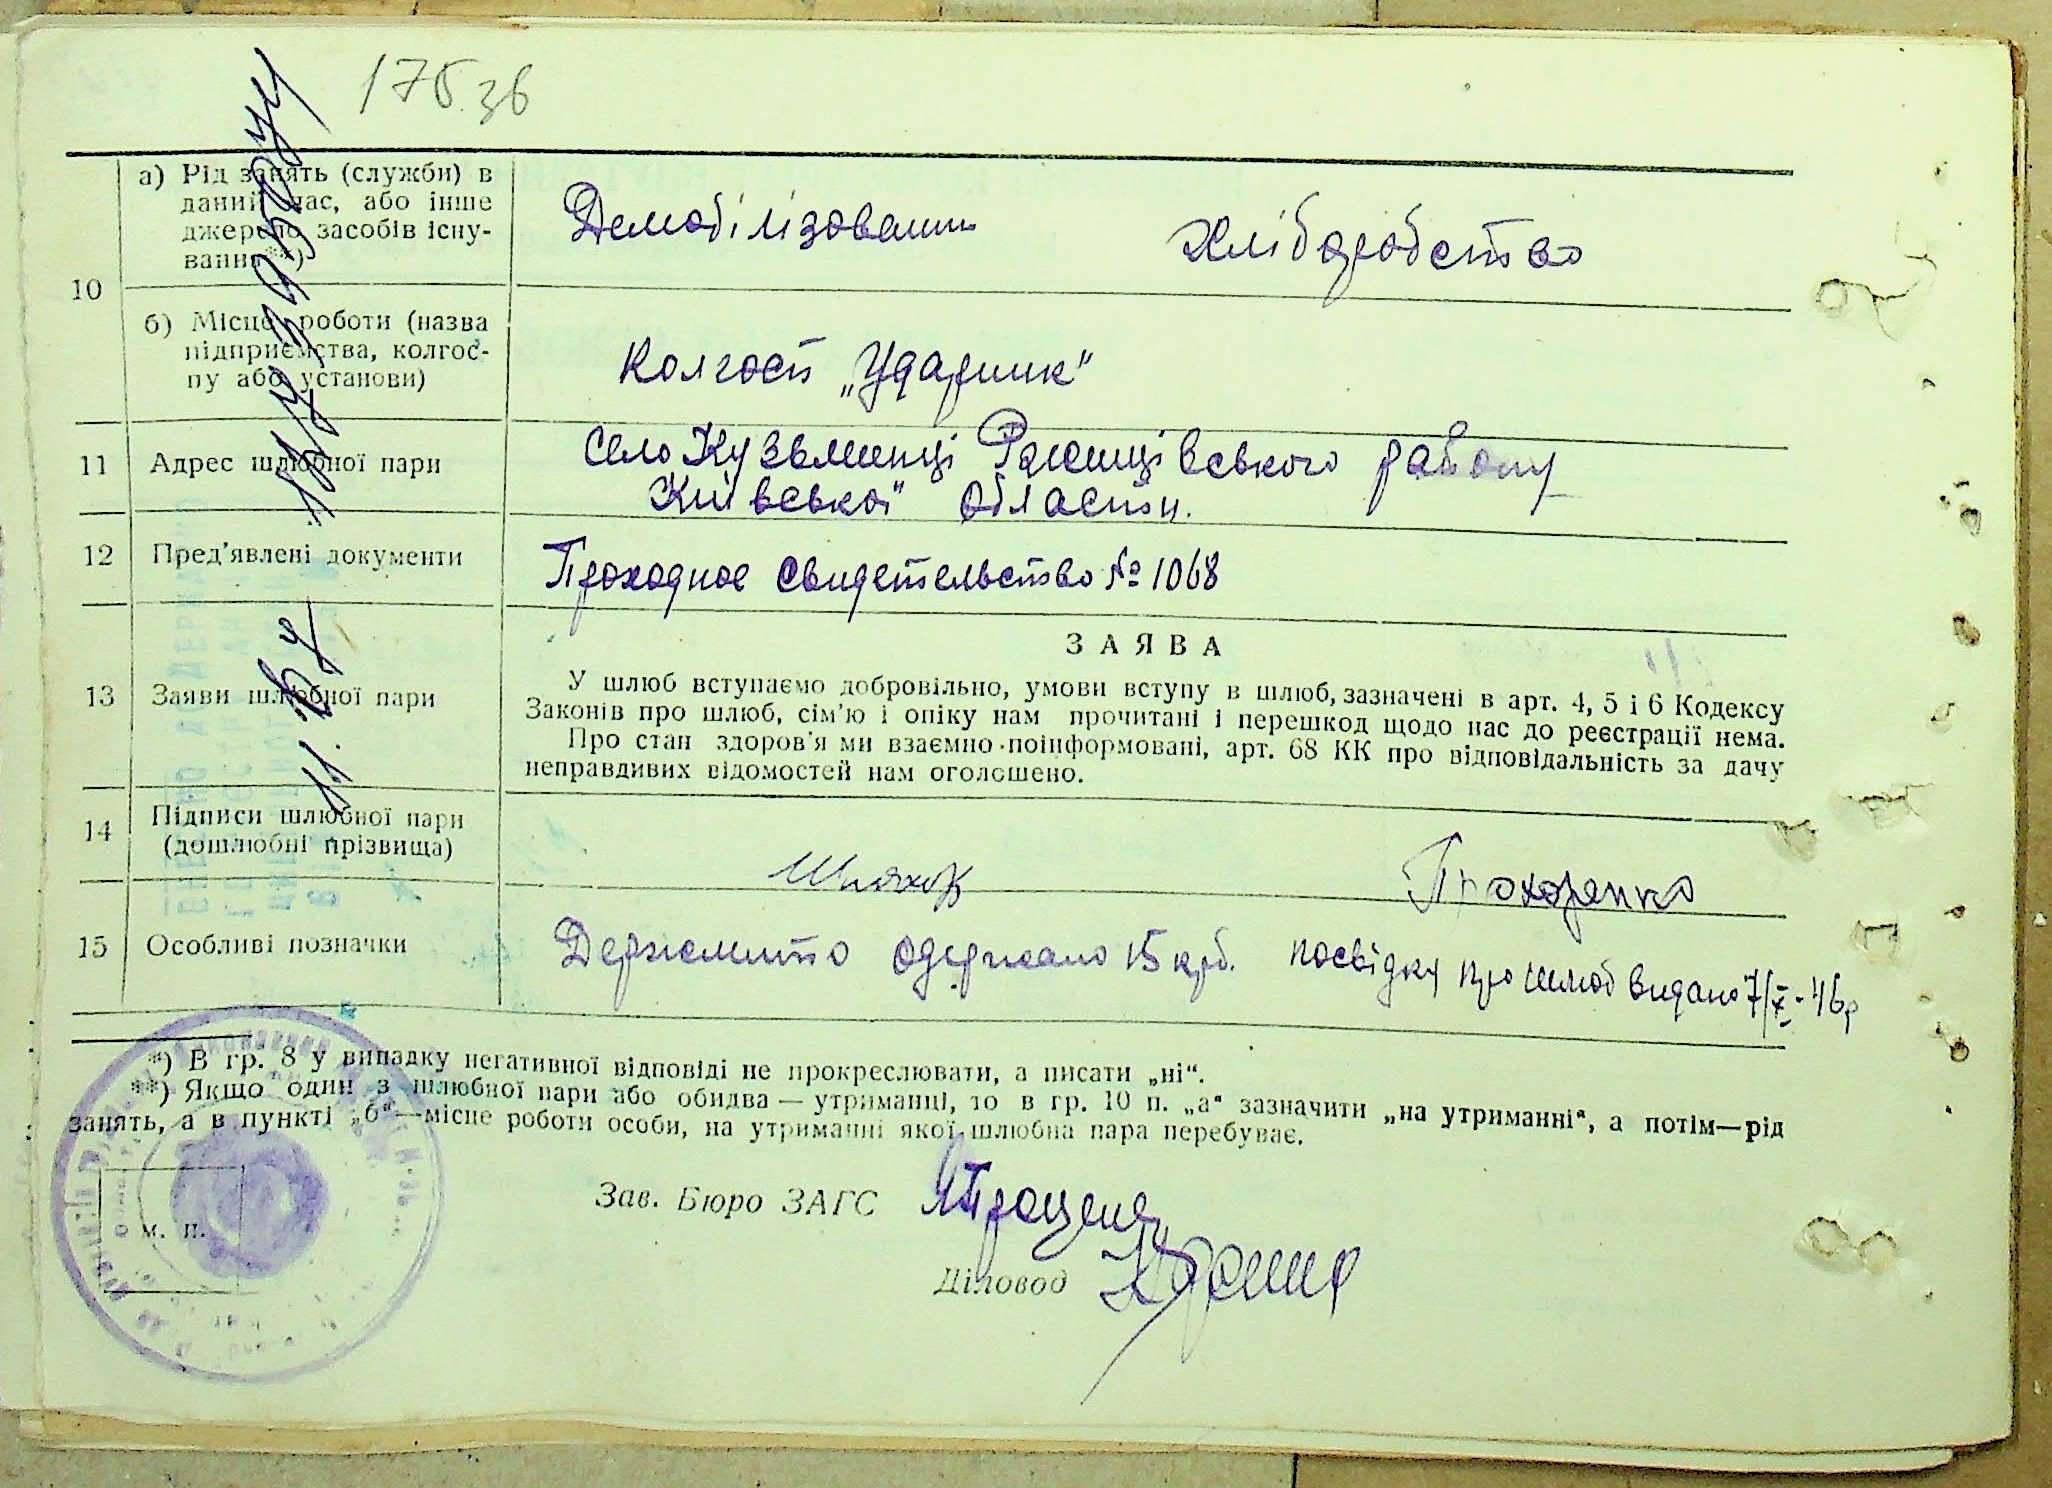 175 зв
10
а) Рід занять (служби) в
даний час, або інше
джерело засобів існу-
вання**)
Демобілізований
Хліборобство
б) Місце роботи (назва
підприємства, колгос-
пу або установи)
Колгосп „Ударник"
11
Адрес шлюбної пари
Село Кузьминці Ржищівського району
Київської області.
12
Пред'явлені документи
Проходное свидетельство № 1068
13
Заяви шлюбної пари
ЗАЯВА
У шлюб вступаємо добровільно, умови вступу в шлюб, зазначені в арт. 4, 5 і 6 Кодексу
Законів про шлюб, сім'ю і опіку нам прочитані і перешкод щодо нас до реєстрації нема.
Про стан здоров'я ми взаємно поінформовані, арт. 68 КК про відповідальність за дачу
неправдивих відомостей нам оголошено.
14
Підписи шлюбної пари
(дошлюбні прізвища)
Прохоренко
15
Особливі позначки
Держмито одержано 15 крб. посвідку про шлюб видано 7/X-46р
*) В гр. 8 у випадку негативної відповіді не прокреслювати, а писати „ні“.
**) Якщо один з шлюбної пари або обидва — утриманці, то в гр. 10 п. „а“ зазначити „на утриманні“, а потім—рід
занять, а в пункті „б“—місце роботи особи, на утриманні якої шлюбна пара перебуває.
Зав. Бюро ЗАГС
Діловод
М. П.